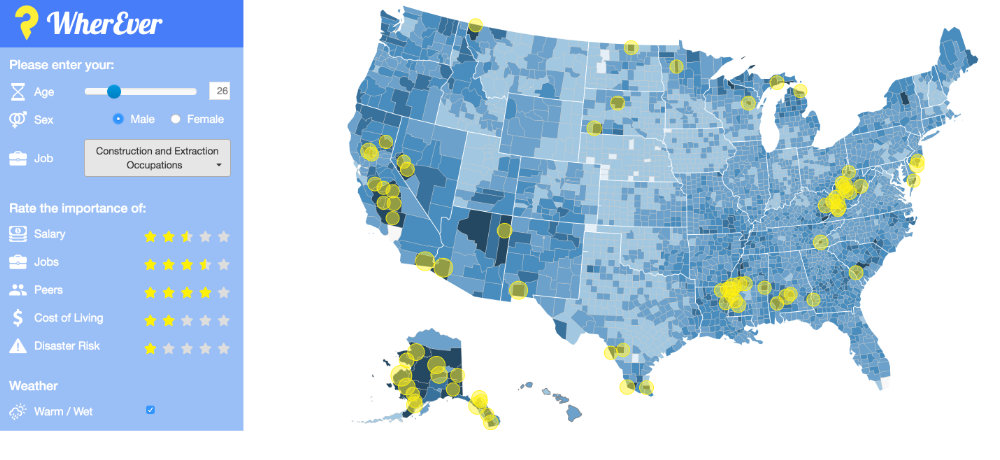 WherEver
Please enter your:
Age
26
Sex
Male
Female
Job
Construction and Extraction
Occupations
Rate the importance of:
Salary
Jobs
Peers
Cost of Living
Disaster Risk
Weather
Warm / Wet